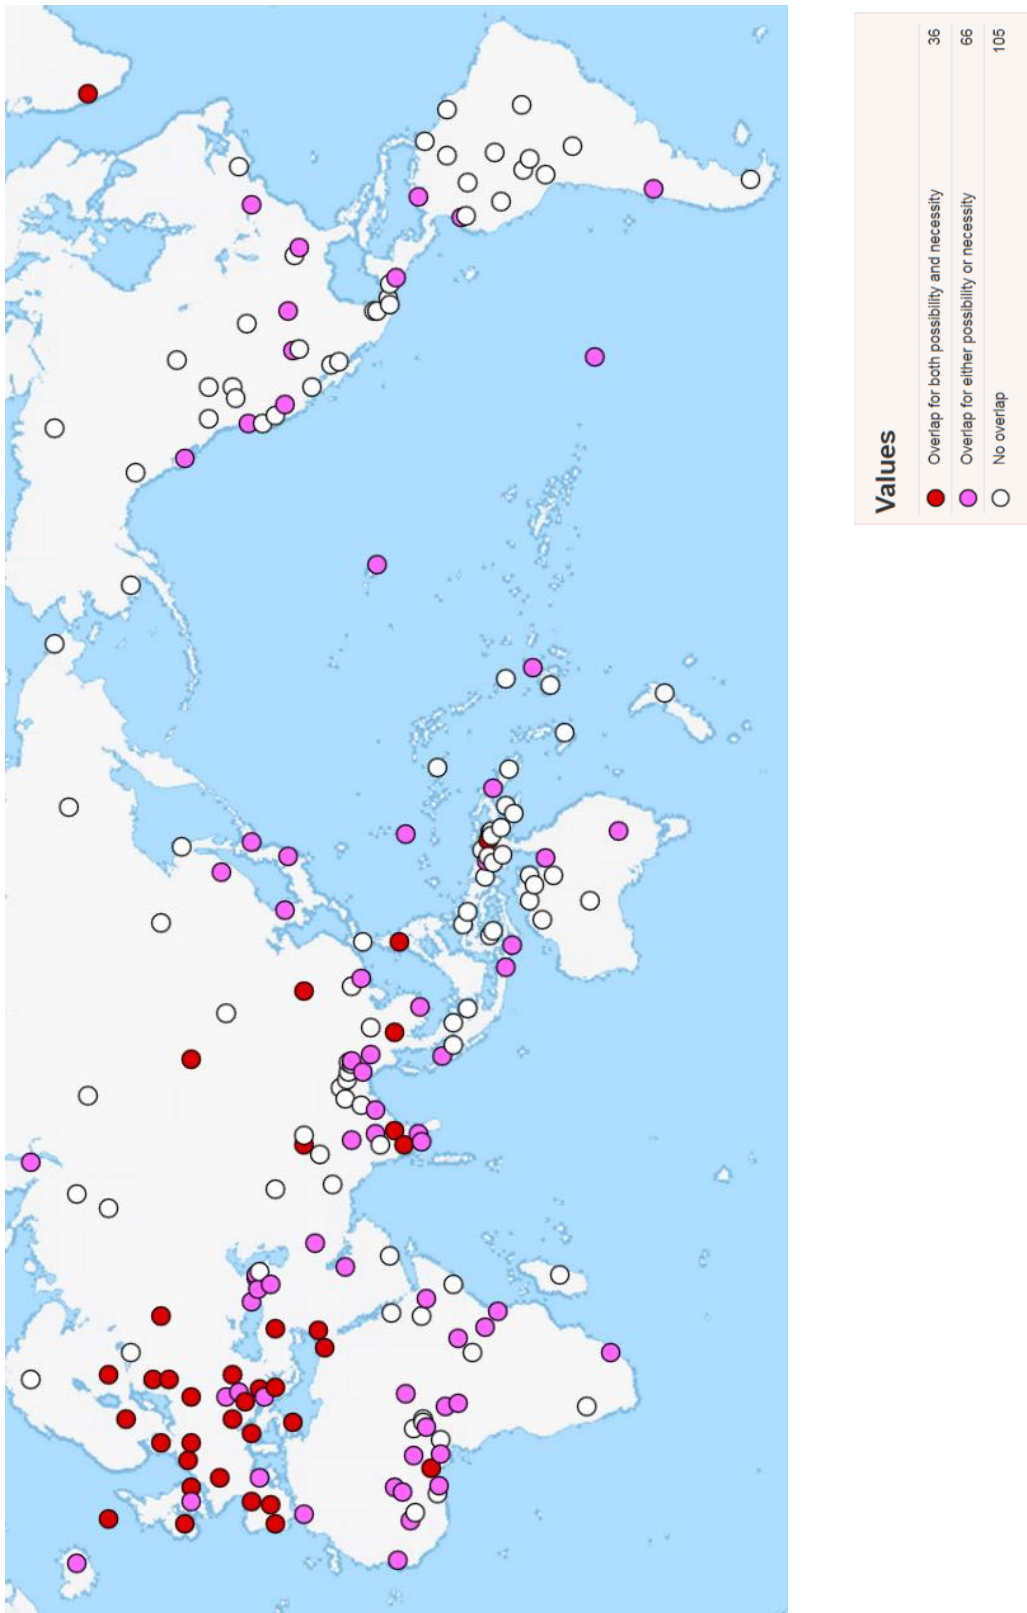 Values
Overlap for both possibility and necessity 36
Overlap for either possibility or necessity 66
No overlap 105